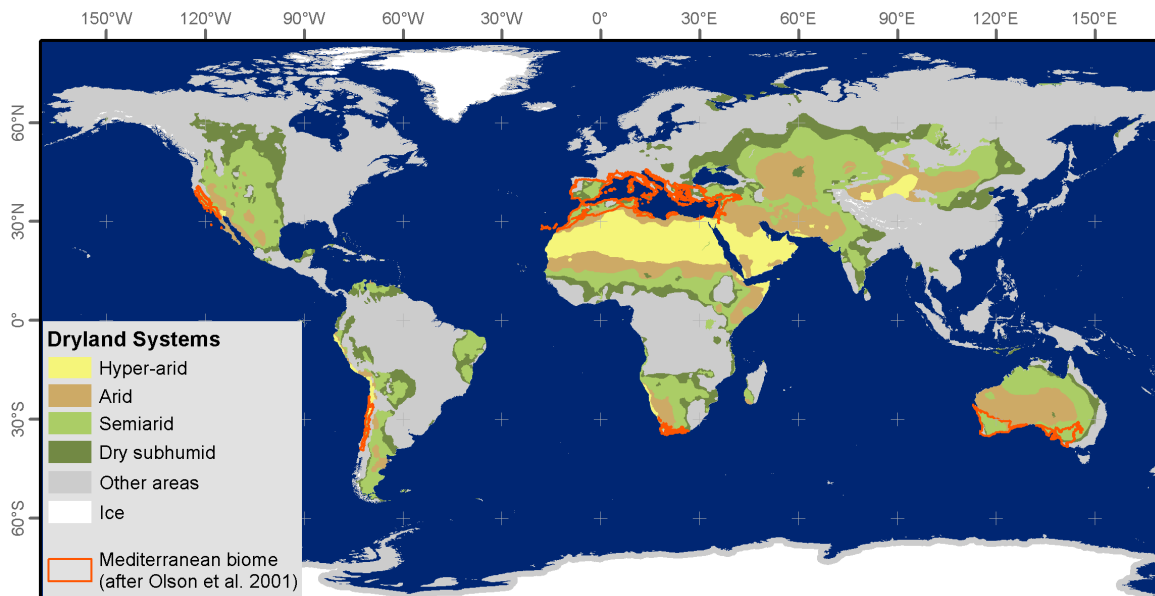 150°W 120°W 90°W 60°W 30°W 0° 30°E 60°E 90°E 120°E 150°E
60°N
30°N
0°
30°S
60°S
Dryland Systems
Hyper-arid
Arid
Semiarid
Dry subhumid
Other areas
Ice
Mediterranean biome
(after Olson et al. 2001)